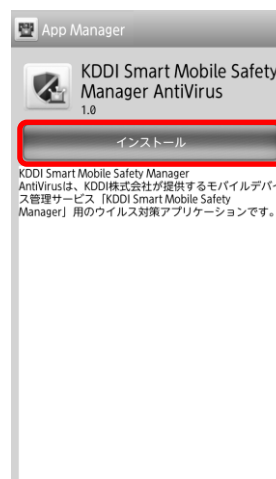 App Manager
KDDI Smart Mobile Safety
Manager AntiVirus
1.0
インストール
KDDI Smart Mobile Safety Manager
AntiVirusは、KDDI株式会社が提供するモバイルデバイ
ス管理サービス「KDDI Smart Mobile Safety
Manager」用のウイルス対策アプリケーションです。